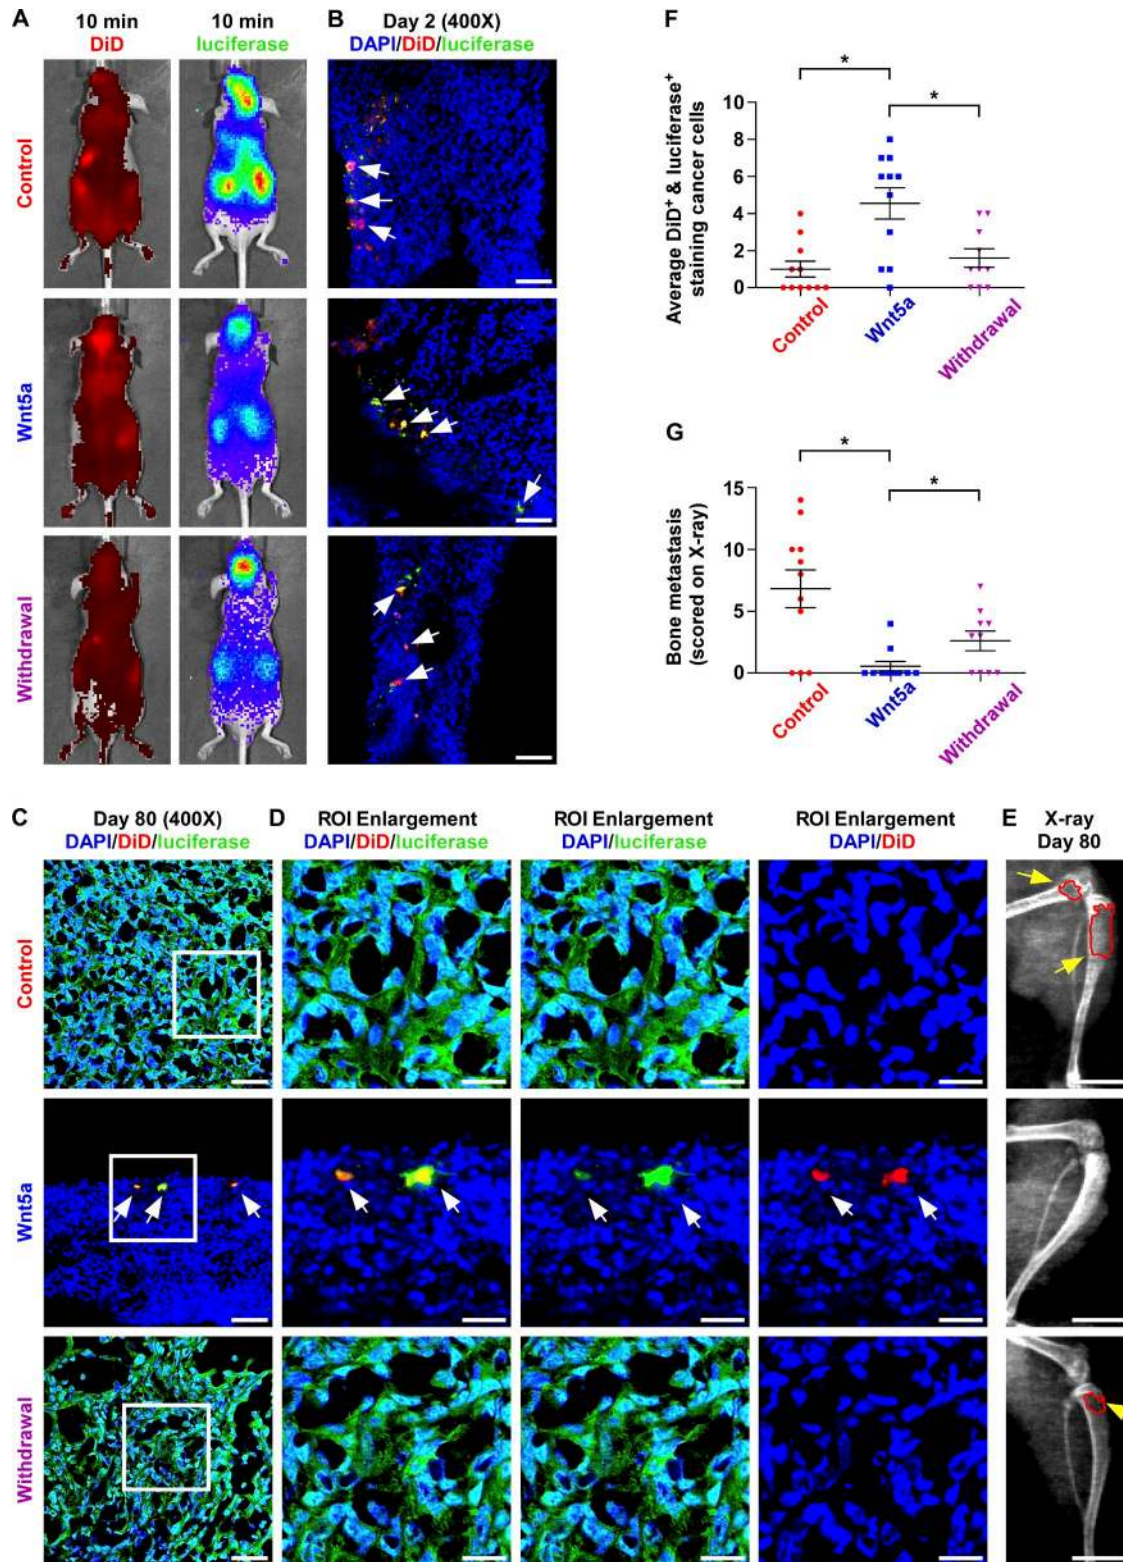 A
10 min
DiD
10 min
luciferase
B
Day 2 (400X)
DAPI/DiD/luciferase
Control
Wnt5a
Withdrawal
F
Average DiD+ & luciferase+
staining cancer cells
10
8
6
4
2
0
*
*
Control
Wnt5a
Withdrawal
G
Bone metastasis
(scored on X-ray)
15
10
5
0
*
*
Control
Wnt5a
Withdrawal
C
Day 80 (400X)
DAPI/DiD/luciferase
D
ROI Enlargement
DAPI/DiD/luciferase
ROI Enlargement
DAPI/luciferase
ROI Enlargement
DAPI/DiD
E
X-ray
Day 80
Control
Wnt5a
Withdrawal